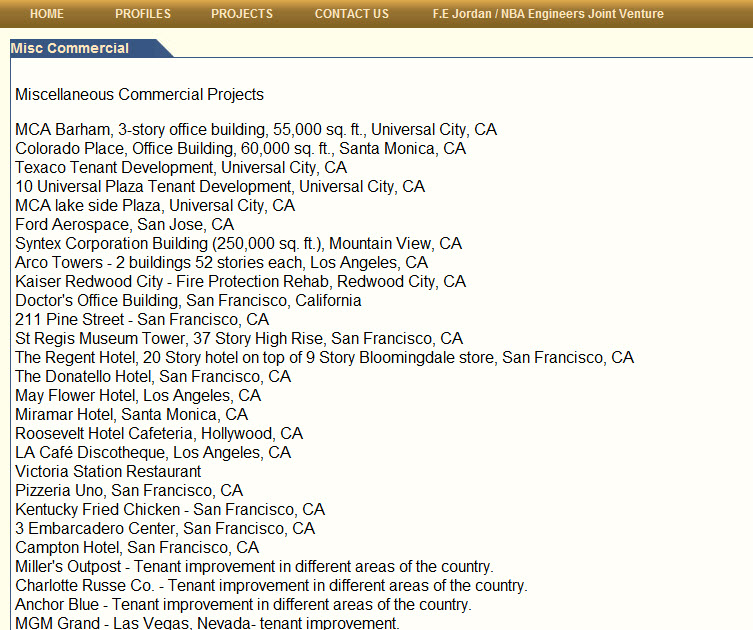 HOME PROFILES PROJECTS CONTACT US F.E Jordan / NBA Engineers Joint Venture
Misc Commercial
Miscellaneous Commercial Projects
MCA Barham, 3-story office building, 55,000 sq. ft., Universal City, CA
Colorado Place, Office Building, 60,000 sq. ft., Santa Monica, CA
Texaco Tenant Development, Universal City, CA
10 Universal Plaza Tenant Development, Universal City, CA
MCA lake side Plaza, Universal City, CA
Ford Aerospace, San Jose, CA
Syntex Corporation Building (250,000 sq. ft.), Mountain View, CA
Arco Towers - 2 buildings 52 stories each, Los Angeles, CA
Kaiser Redwood City - Fire Protection Rehab, Redwood City, CA
Doctor's Office Building, San Francisco, California
211 Pine Street - San Francisco, CA
St Regis Museum Tower, 37 Story High Rise, San Francisco, CA
The Regent Hotel, 20 Story hotel on top of 9 Story Bloomingdale store, San Francisco, CA
The Donatello Hotel, San Francisco, CA
May Flower Hotel, Los Angeles, CA
Miramar Hotel, Santa Monica, CA
Roosevelt Hotel Cafeteria, Hollywood, CA
LA Café Discotheque, Los Angeles, CA
Victoria Station Restaurant
Pizzeria Uno, San Francisco, CA
Kentucky Fried Chicken - San Francisco, CA
3 Embarcadero Center, San Francisco, CA
Campton Hotel, San Francisco, CA
Miller's Outpost - Tenant improvement in different areas of the country.
Charlotte Russe Co. - Tenant improvement in different areas of the country.
Anchor Blue - Tenant improvement in different areas of the country.
MGM Grand - Las Vegas, Nevada- tenant improvement.